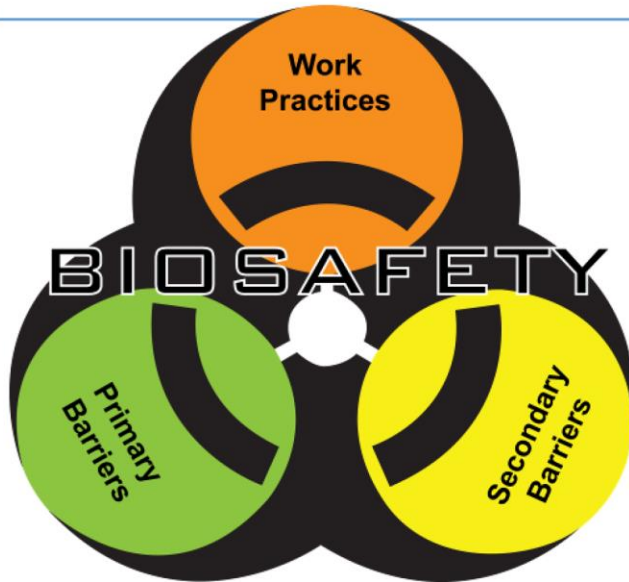 Work
Practices
BIOSAFETY
Primary
Barriers
Secondary
Barriers